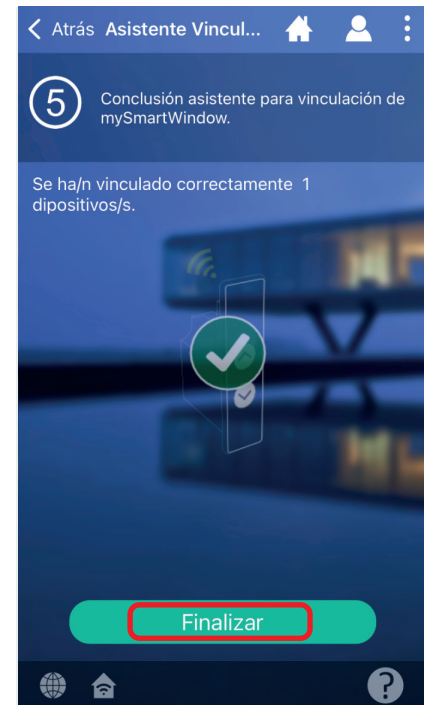 Atrás Asistente Vincul...
5
Conclusión asistente para vinculación de
mySmartWindow.
Se ha/n vinculado correctamente 1
dipositivos/s.
Finalizar
?